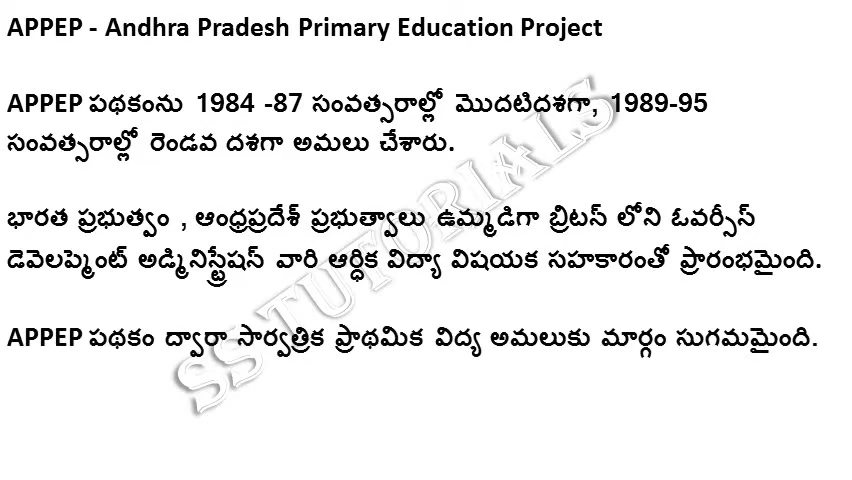 APPEP - Andhra Pradesh Primary Education Project
APPEP పథకంను 1984 -87 సంవత్సరాల్లో మొదటిదశగా, 1989-95
సంవత్సరాల్లో రెండవ దశగా అమలు చేశారు.
భారత ప్రభుత్వం , ఆంధ్రప్రదేశ్ ప్రభుత్వాలు ఉమ్మడిగా బ్రిటన్ లోని ఓవర్సీస్
డెవెలప్మెంట్ అడ్మినిస్ట్రేషన్ వారి ఆర్ధిక విద్యా విషయక సహకారంతో ప్రారంభమైంది.
APPEP పథకం ద్వారా సార్వత్రిక ప్రాథమిక విద్య అమలుకు మార్గం సుగమమైంది.
SS TUTORIALS